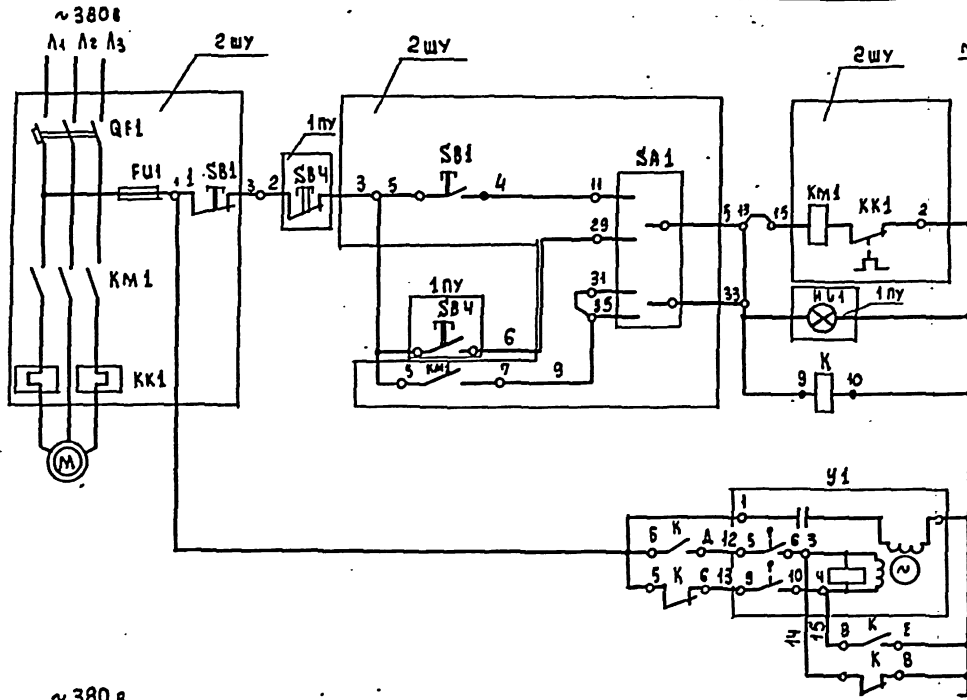 ~380в
Л1 Л2 Л3
2ШУ
2ШУ
2ШУ
QF1
1ПУ
FU1
1 1
SB1
3 2
SB4
3 5
SB1
4
11
SA1
5 13 15
КМ1
КК1
2
29
КМ1
1ПУ
SB4
6
31
35
33
HL1
1ПУ
КК1
3
КМ1
7
9
К
9 10
М
У1
1
Б К Д 12 5 6 3
5 К 6 13 9 10 4
~
14
15
В К Е
К В
~380 в